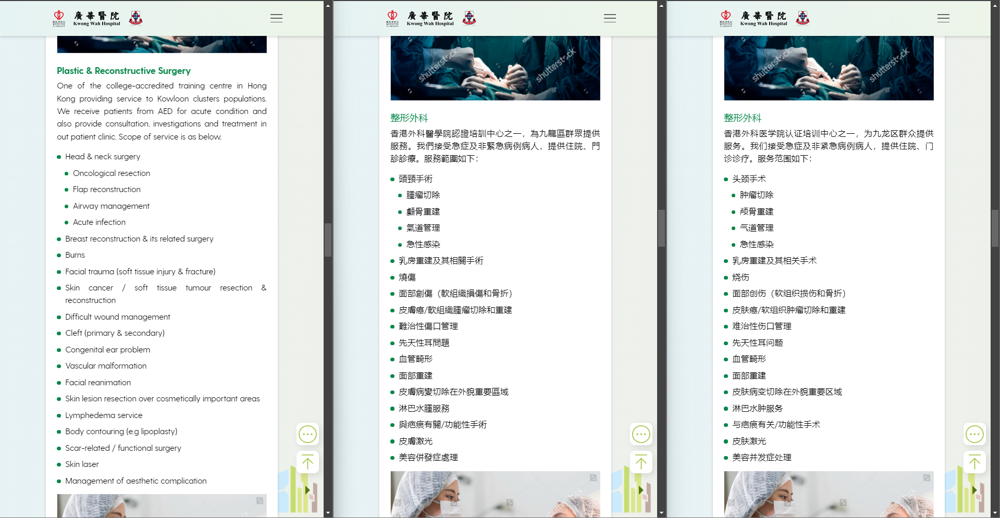 廣華醫院
Kwong Wah Hospital
Plastic & Reconstructive Surgery
One of the college-accredited training centre in Hong
Kong providing service to Kowloon clusters populations.
We receive patients from AED for acute condition and
also provide consultation, investigations and treatment in
out patient clinic. Scope of service is as below,
Head & neck surgery
Oncological resection
Flap reconstruction
Airway management
Acute infection
Breast reconstruction & its related surgery
Burns
Facial trauma (soft tissue injury & fracture)
Skin cancer / soft tissue tumour resection &
reconstruction
Difficult wound management
Cleft (primary & secondary)
Congenital ear problem
Vascular malformation
Facial reanimation
Skin lesion resection over cosmetically important areas
Lymphedema service
Body contouring (e.g lipoplasty)
Scar-related / functional surgery
Skin laser
Management of aesthetic complication
廣華醫院
Kwong Wah Hospital
shutterstock
shutterstock
整形外科
香港外科醫學院認證培訓中心之一，為九龍區群眾提供
服務。我們接受急症及非緊急病例病人，提供住院、門
診診療。服務範圍如下：
頭頸手術
腫瘤切除
顱骨重建
氣道管理
急性感染
乳房重建及其相關手術
燒傷
面部創傷（軟組織損傷和骨折）
皮膚癌/軟組織腫瘤切除和重建
難治性傷口管理
先天性耳問題
血管畸形
面部重建
皮膚病變切除在外貌重要區域
淋巴水腫服務
與疤痕有關/功能性手術
皮膚激光
美容併發症處理
廣華醫院
Kwong Wah Hospital
shutterstock
shutterstock
整形外科
香港外科医学院认证培训中心之一，为九龙区群众提供
服务。我们接受急症及非紧急病例病人，提供住院、门
诊诊疗。服务范围如下：
头颈手术
肿瘤切除
颅骨重建
气道管理
急性感染
乳房重建及其相关手术
烧伤
面部创伤（软组织损伤和骨折）
皮肤癌/软组织肿瘤切除和重建
难治性伤口管理
先天性耳问题
血管畸形
面部重建
皮肤病变切除在外貌重要区域
淋巴水肿服务
与疤痕有关/功能性手术
皮肤激光
美容并发症处理